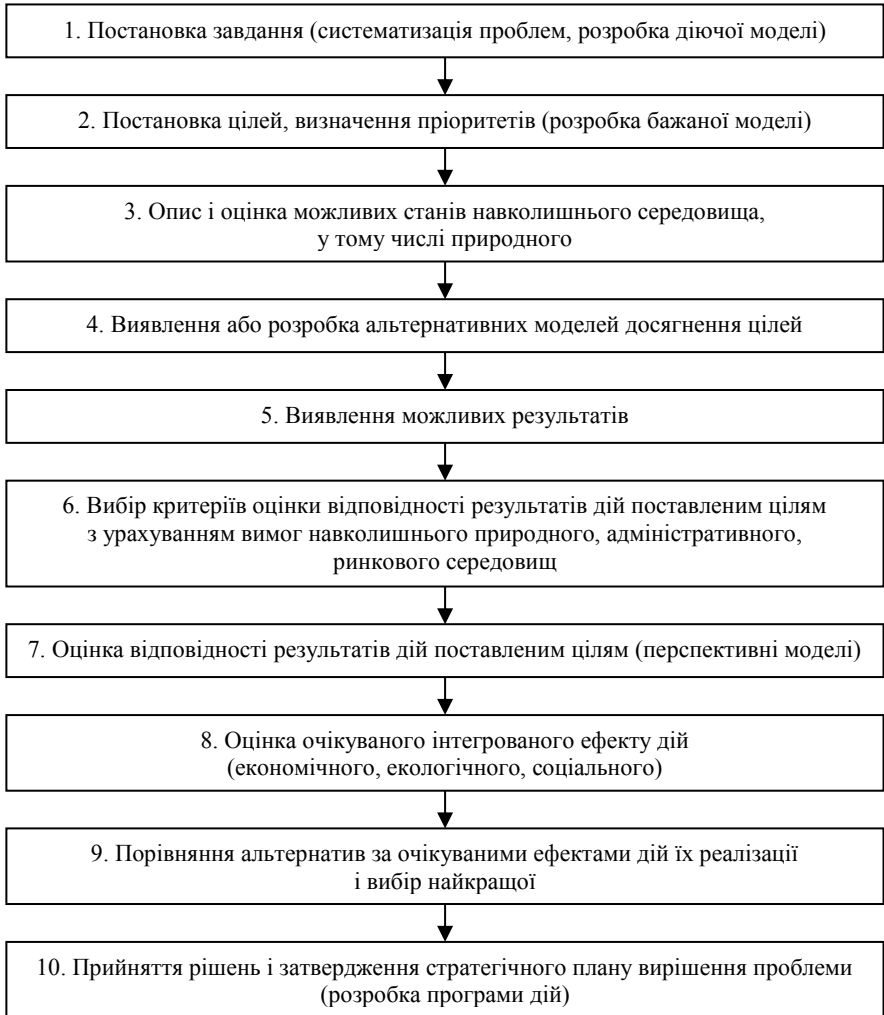 1. Постановка завдання (систематизація проблем, розробка діючої моделі)
2. Постановка цілей, визначення пріоритетів (розробка бажаної моделі)
3. Опис і оцінка можливих станів навколишнього середовища,
у тому числі природного
4. Виявлення або розробка альтернативних моделей досягнення цілей
5. Виявлення можливих результатів
6. Вибір критеріїв оцінки відповідності результатів дій поставленим цілям
з урахуванням вимог навколишнього природного, адміністративного,
ринкового середовищ
7. Оцінка відповідності результатів дій поставленим цілям (перспективні моделі)
8. Оцінка очікуваного інтегрованого ефекту дій
(економічного, екологічного, соціального)
9. Порівняння альтернатив за очікуваними ефектами дій їх реалізації
і вибір найкращої
10. Прийняття рішень і затвердження стратегічного плану вирішення проблеми
(розробка програми дій)